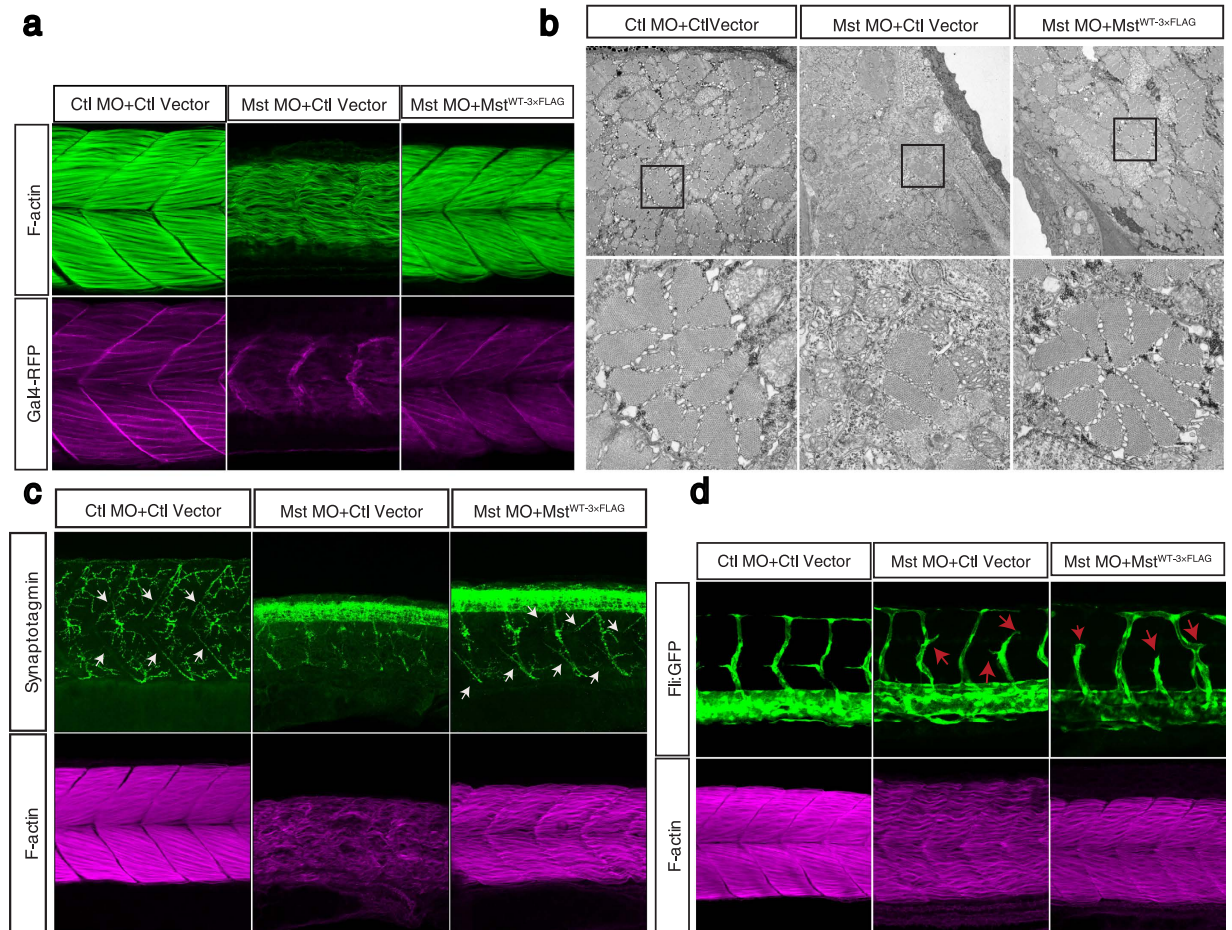 a
Ctl MO+Ctl Vector
Mst MO+Ctl Vector
Mst MO+Mst^WT-3×FLAG
F-actin
Gal4-RFP
b
Ctl MO+CtlVector
Mst MO+Ctl Vector
Mst MO+Mst^WT-3×FLAG
c
Ctl MO+Ctl Vector
Mst MO+Ctl Vector
Mst MO+Mst^WT-3×FLAG
Synaptotagmin
F-actin
d
Ctl MO+Ctl Vector
Mst MO+Ctl Vector
Mst MO+Mst^WT-3×FLAG
Fli:GFP
F-actin